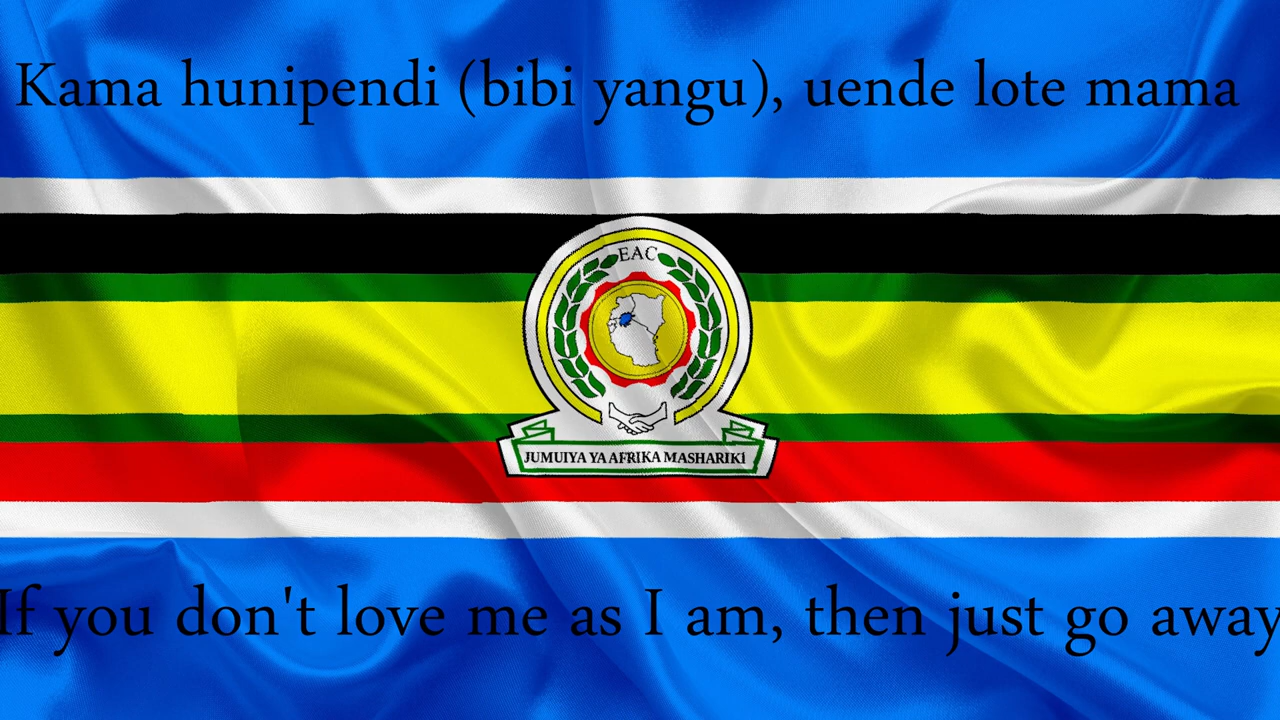 Kama hunipendi (bibi yangu), uende lote mama
EAC
JUMUIYA YA AFRIKA MASHARIKI
If you don't love me as I am, then just go away